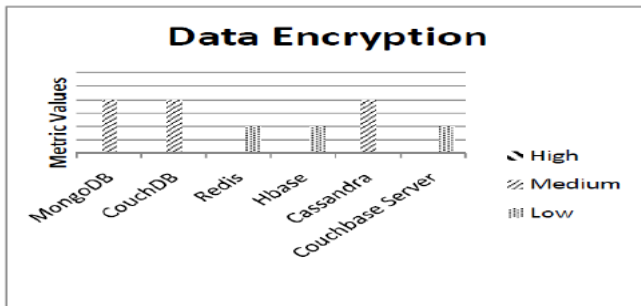 Data Encryption
Metric Values
MongoDB
CouchDB
Redis
Hbase
Cassandra
Couchbase Server
High
Medium
Low